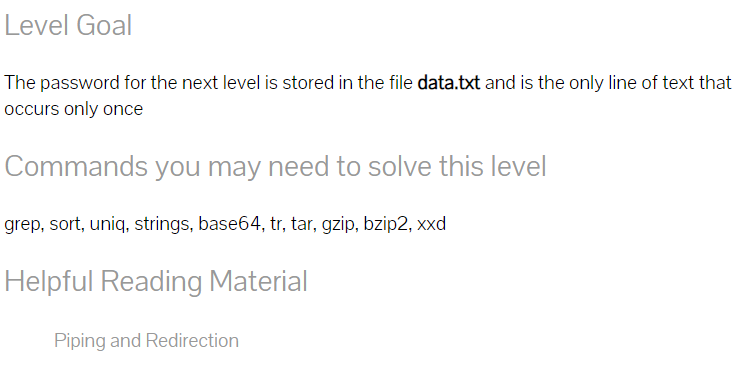 Level Goal
The password for the next level is stored in the file data.txt and is the only line of text that
occurs only once
Commands you may need to solve this level
grep, sort, uniq, strings, base64, tr, tar, gzip, bzip2, xxd
Helpful Reading Material
Piping and Redirection